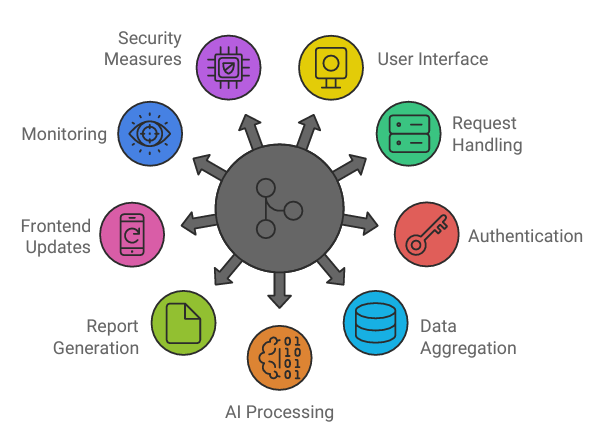 Security
Measures
User Interface
Monitoring
Request
Handling
Frontend
Updates
Authentication
Report
Generation
Data
Aggregation
01
10
01
01
AI Processing